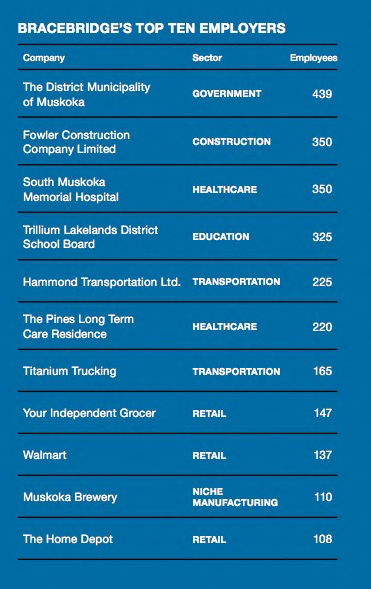 BRACEBRIDGE'S TOP TEN EMPLOYERS
Company Sector Employees
The District Municipality
of Muskoka GOVERNMENT 439
Fowler Construction
Company Limited CONSTRUCTION 350
South Muskoka
Memorial Hospital HEALTHCARE 350
Trillium Lakelands District
School Board EDUCATION 325
Hammond Transportation Ltd. TRANSPORTATION 225
The Pines Long Term
Care Residence HEALTHCARE 220
Titanium Trucking TRANSPORTATION 165
Your Independent Grocer RETAIL 147
Walmart RETAIL 137
Muskoka Brewery NICHE
MANUFACTURING 110
The Home Depot RETAIL 108